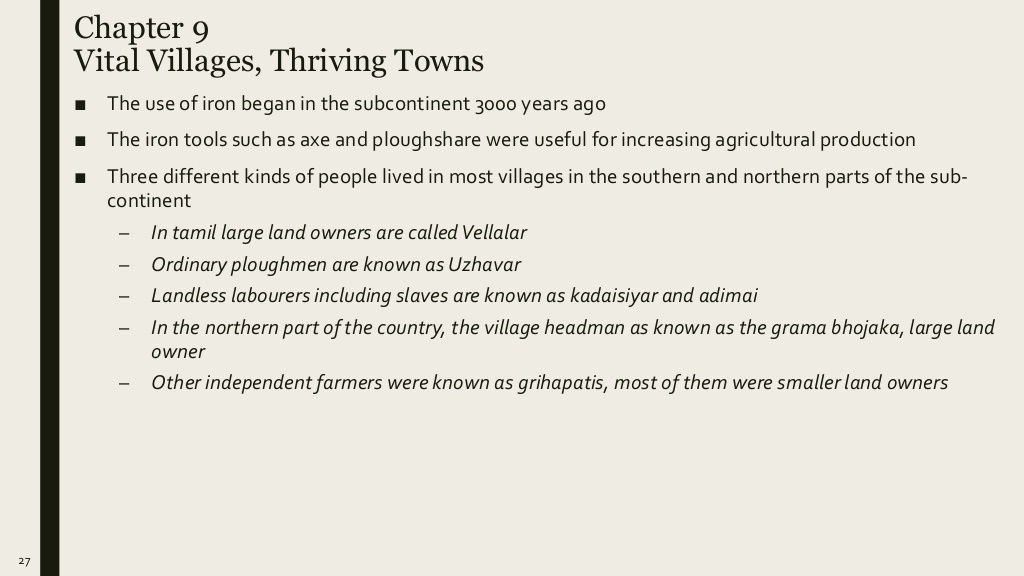 Chapter 9
Vital Villages, Thriving Towns
■ The use of iron began in the subcontinent 3000 years ago
■ The iron tools such as axe and ploughshare were useful for increasing agricultural production
■ Three different kinds of people lived in most villages in the southern and northern parts of the sub-
continent
– In tamil large land owners are called Vellalar
– Ordinary ploughmen are known as Uzhavar
– Landless labourers including slaves are known as kadaisiyar and adimai
– In the northern part of the country, the village headman as known as the grama bhojaka, large land
owner
– Other independent farmers were known as grihapatis, most of them were smaller land owners
27